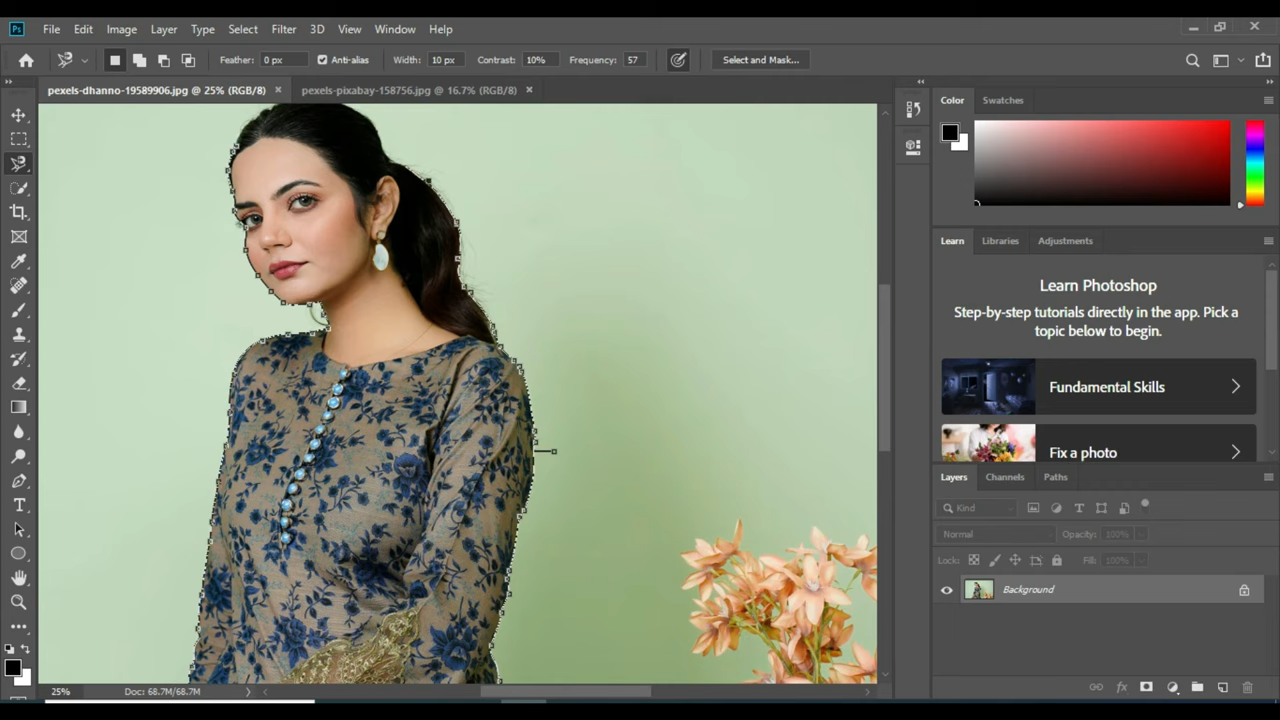 Ps File Edit Image Layer Type Select Filter 3D View Window Help
Feather: 0 px Anti-alias Width: 10 px Contrast: 10% Frequency: 57 Select and Mask...
pexels-dhanno-19589906.jpg @ 25% (RGB/8) × pexels-pixabay-158756.jpg @ 16.7% (RGB/8) ×
Color Swatches
Learn Libraries Adjustments
Learn Photoshop
Step-by-step tutorials directly in the app. Pick a
topic below to begin.
Fundamental Skills
Fix a photo
Layers Channels Paths
Kind
Normal Opacity: 100%
Lock: Fill: 100%
Background
25% Doc: 68.7M/68.7M